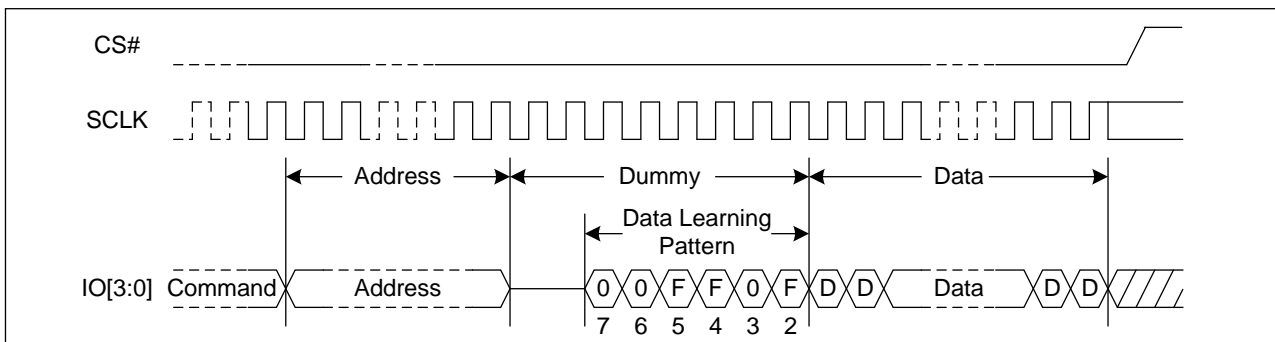 CS#
SCLK
Address Dummy Data
Data Learning
Pattern
IO[3:0] Command Address 0 0 F F 0 F D D Data D D
7 6 5 4 3 2